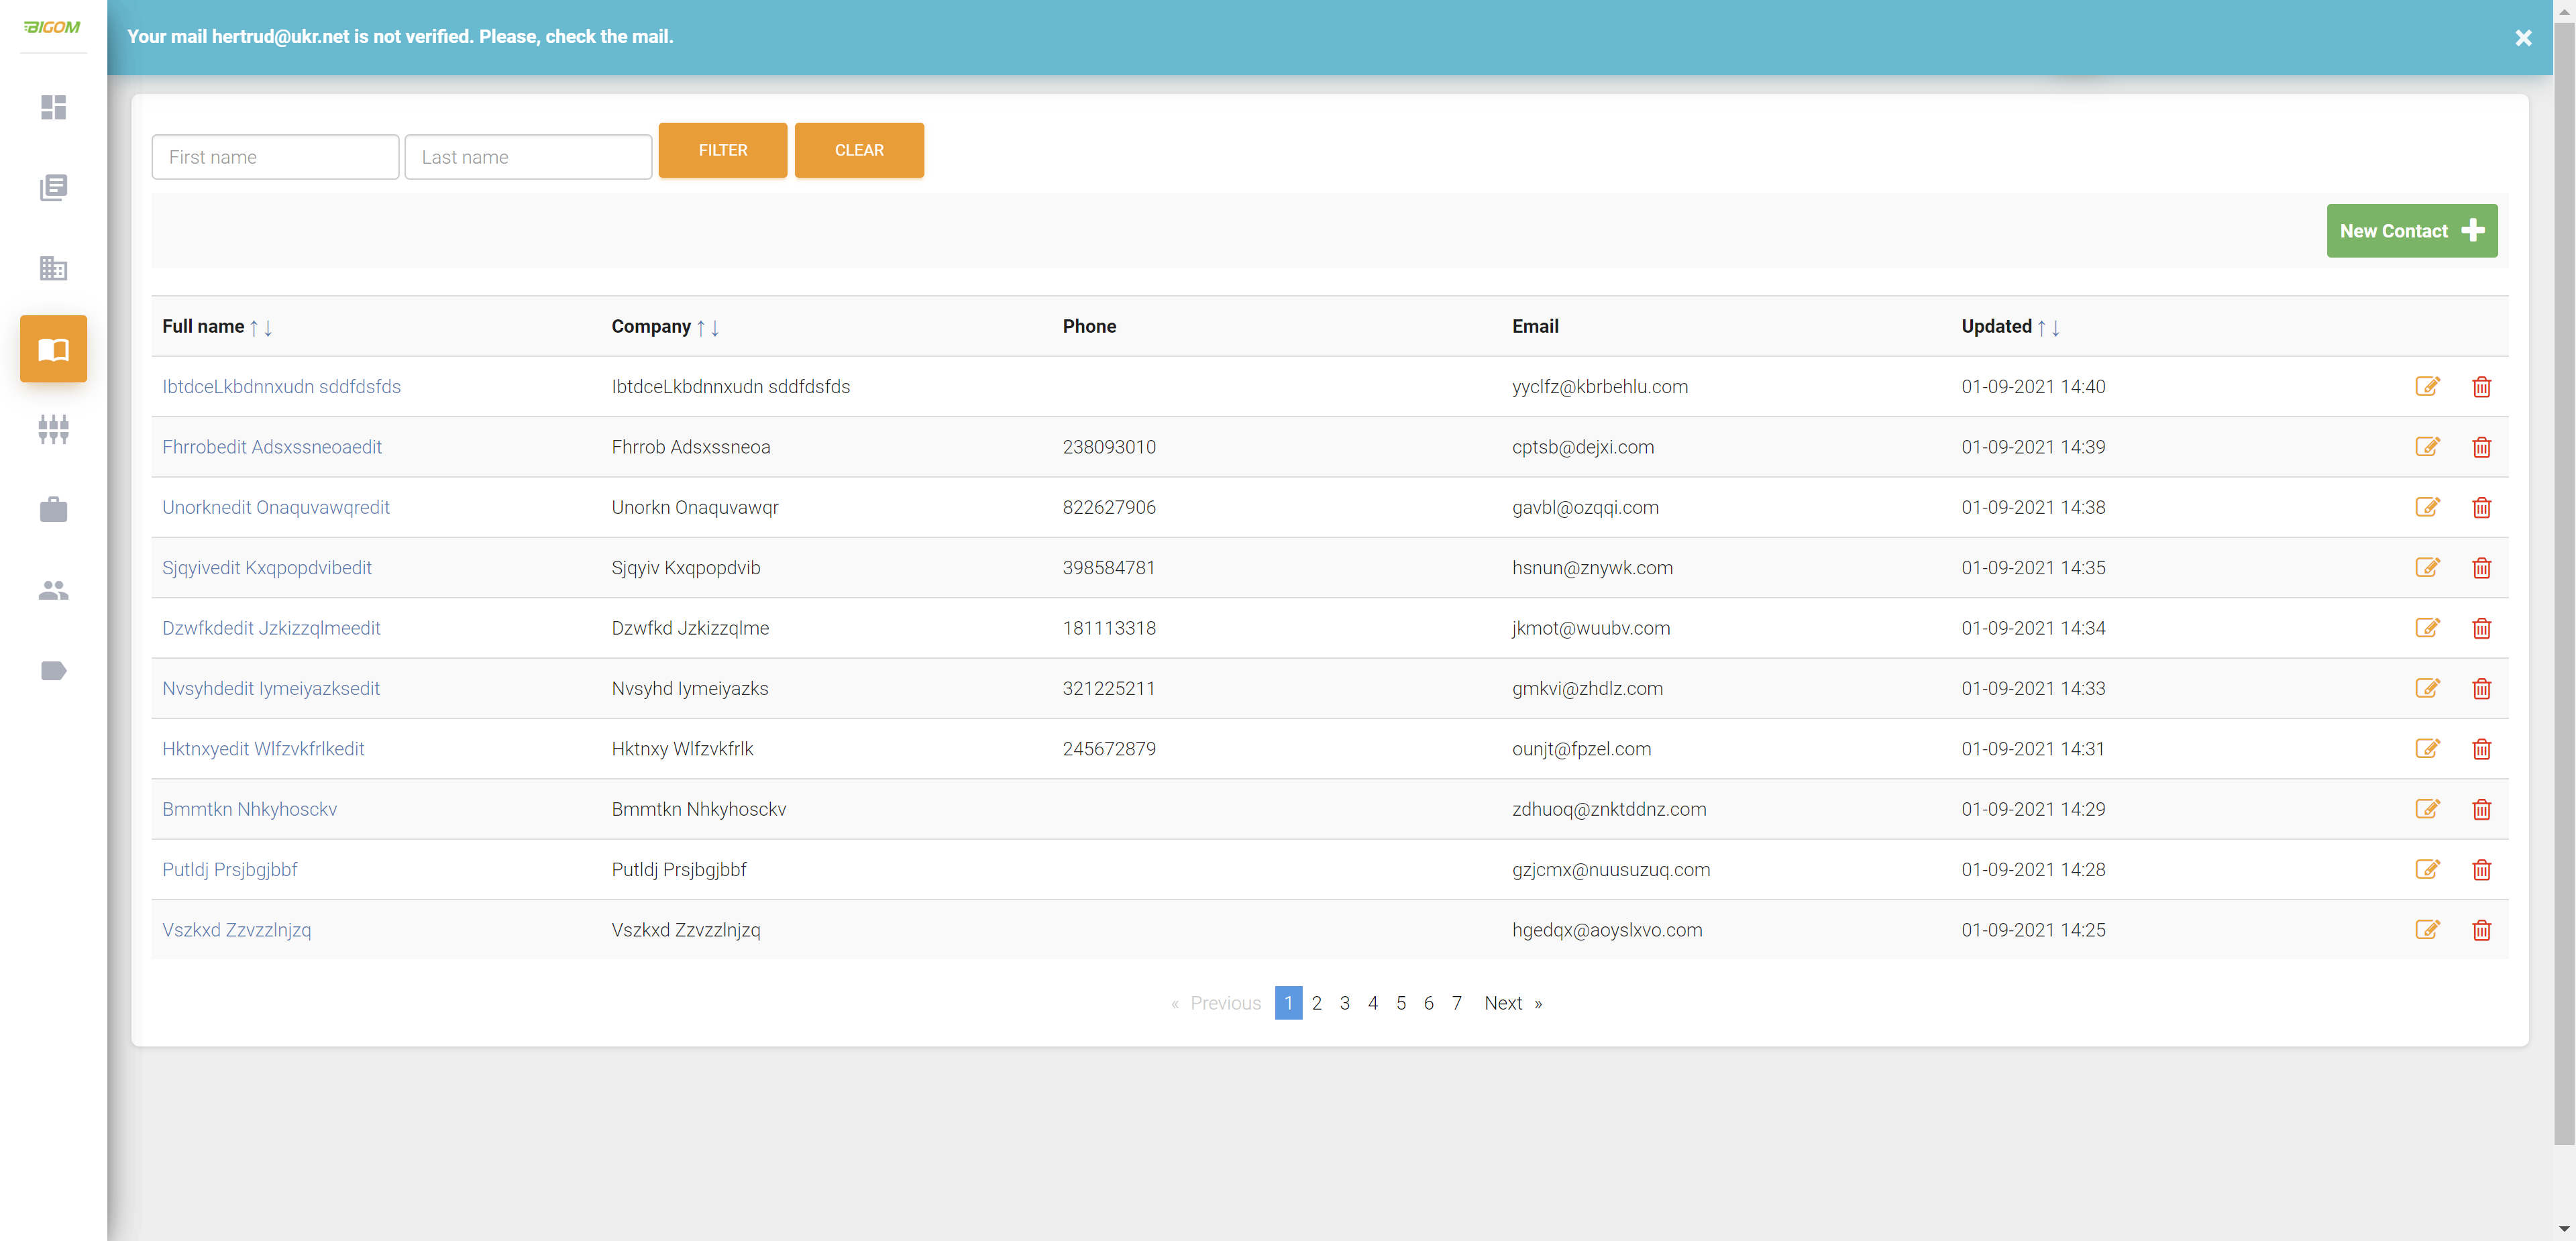 BIGOM
Your mail hertrud@ukr.net is not verified. Please, check the mail.
First name Last name FILTER CLEAR
New Contact
Full name ↑↓ Company ↑↓ Phone Email Updated ↑↓
IbtdceLkbdnnxudn sddfdsfds IbtdceLkbdnnxudn sddfdsfds yyclfz@kbrbehlu.com 01-09-2021 14:40
Fhrrobedit Adsxssneoaedit Fhrrob Adsxssneoa 238093010 cptsb@dejxi.com 01-09-2021 14:39
Unorknedit Onaquvawqredit Unorkn Onaquvawqr 822627906 gavbl@ozqqi.com 01-09-2021 14:38
Sjqyivedit Kxqpopdvibedit Sjqyiv Kxqpopdvib 398584781 hsnun@znywk.com 01-09-2021 14:35
Dzwfkdedit Jzkizzqlmeedit Dzwfkd Jzkizzqlme 181113318 jkmot@wuubv.com 01-09-2021 14:34
Nvsyhdedit Iymeiyazksedit Nvsyhd Iymeiyazks 321225211 gmkvi@zhdlz.com 01-09-2021 14:33
Hktnxyedit Wlfzvkfrlkedit Hktnxy Wlfzvkfrlk 245672879 ounjt@fpzel.com 01-09-2021 14:31
Bmmtkn Nhkyhosckv Bmmtkn Nhkyhosckv zdhuoq@znktddnz.com 01-09-2021 14:29
Putldj Prsjbgjbbf Putldj Prsjbgjbbf gzjcmx@nuusuzuq.com 01-09-2021 14:28
Vszkxd Zzvzzlnjzq Vszkxd Zzvzzlnjzq hgedqx@aoyslxvo.com 01-09-2021 14:25
« Previous 1 2 3 4 5 6 7 Next »